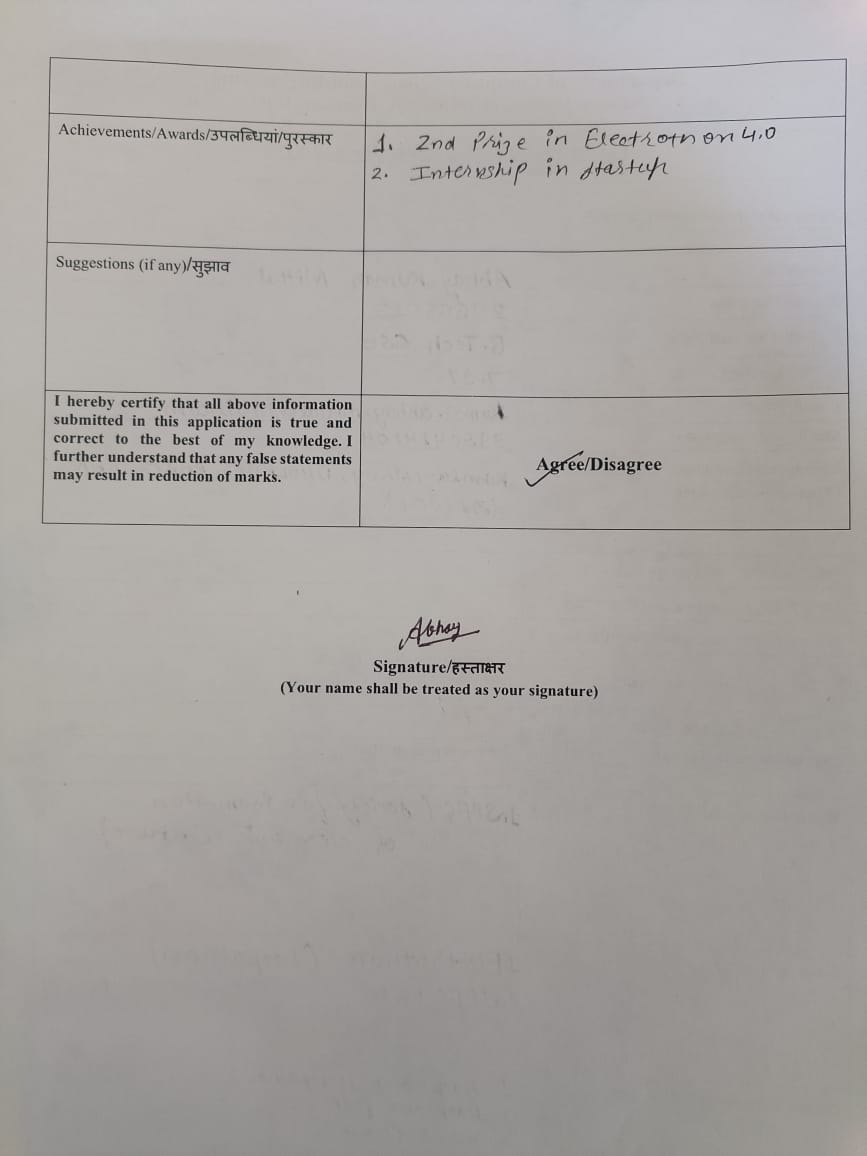 Achievements/Awards/उपलब्धियां/पुरस्कार
1. 2nd Prize in Electrothon 4.0
2. Internship in startup
Suggestions (if any)/सुझाव
I hereby certify that all above information
submitted in this application is true and
correct to the best of my knowledge. I
further understand that any false statements
may result in reduction of marks.
Agree/Disagree
Abhay
Signature/हस्ताक्षर
(Your name shall be treated as your signature)